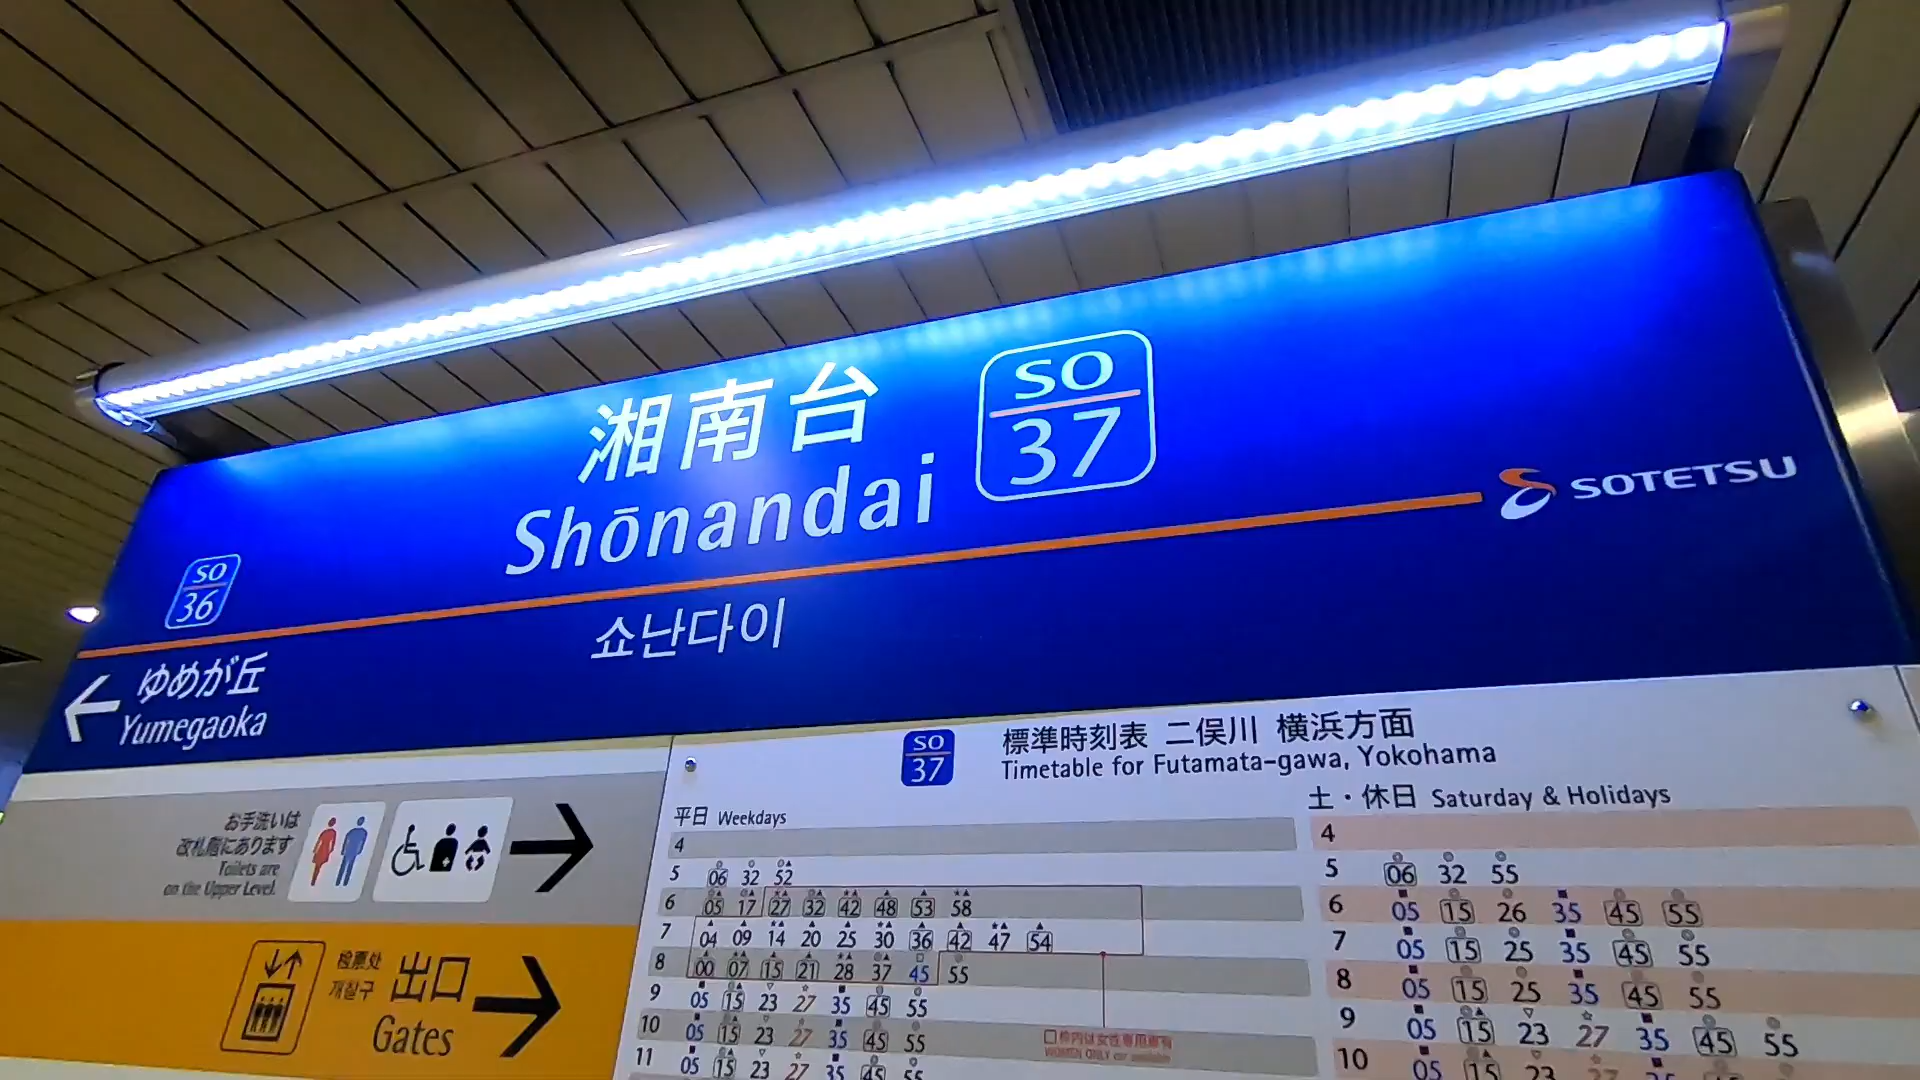 湘南台
Shōnandai
SO
37
SOTETSU
쇼난다이
SO
36
ゆめが丘
Yumegaoka
お手洗いは
改札階にあります
Toilets are
on the Upper Level.
检票处
개찰구
出口
Gates
SO
37
標準時刻表 二俣川 横浜方面
Timetable for Futamata-gawa, Yokohama
平日 Weekdays
4
5 06 32 52
6 05 17 27 32 42 48 53 58
7 04 09 14 20 25 30 36 42 47 54
8 00 07 15 21 28 37 45 55
9 05 15 23 27 35 45 55
10 05 15 23 27 35 45 55
11 05 15 23 27 35 45 55
枠内は女性専用車有
WOMEN ONLY car available
土・休日 Saturday & Holidays
4
5 06 32 55
6 05 15 26 35 45 55
7 05 15 25 35 45 55
8 05 15 25 35 45 55
9 05 15 23 27 35 45 55
10 05 15 23 27 35